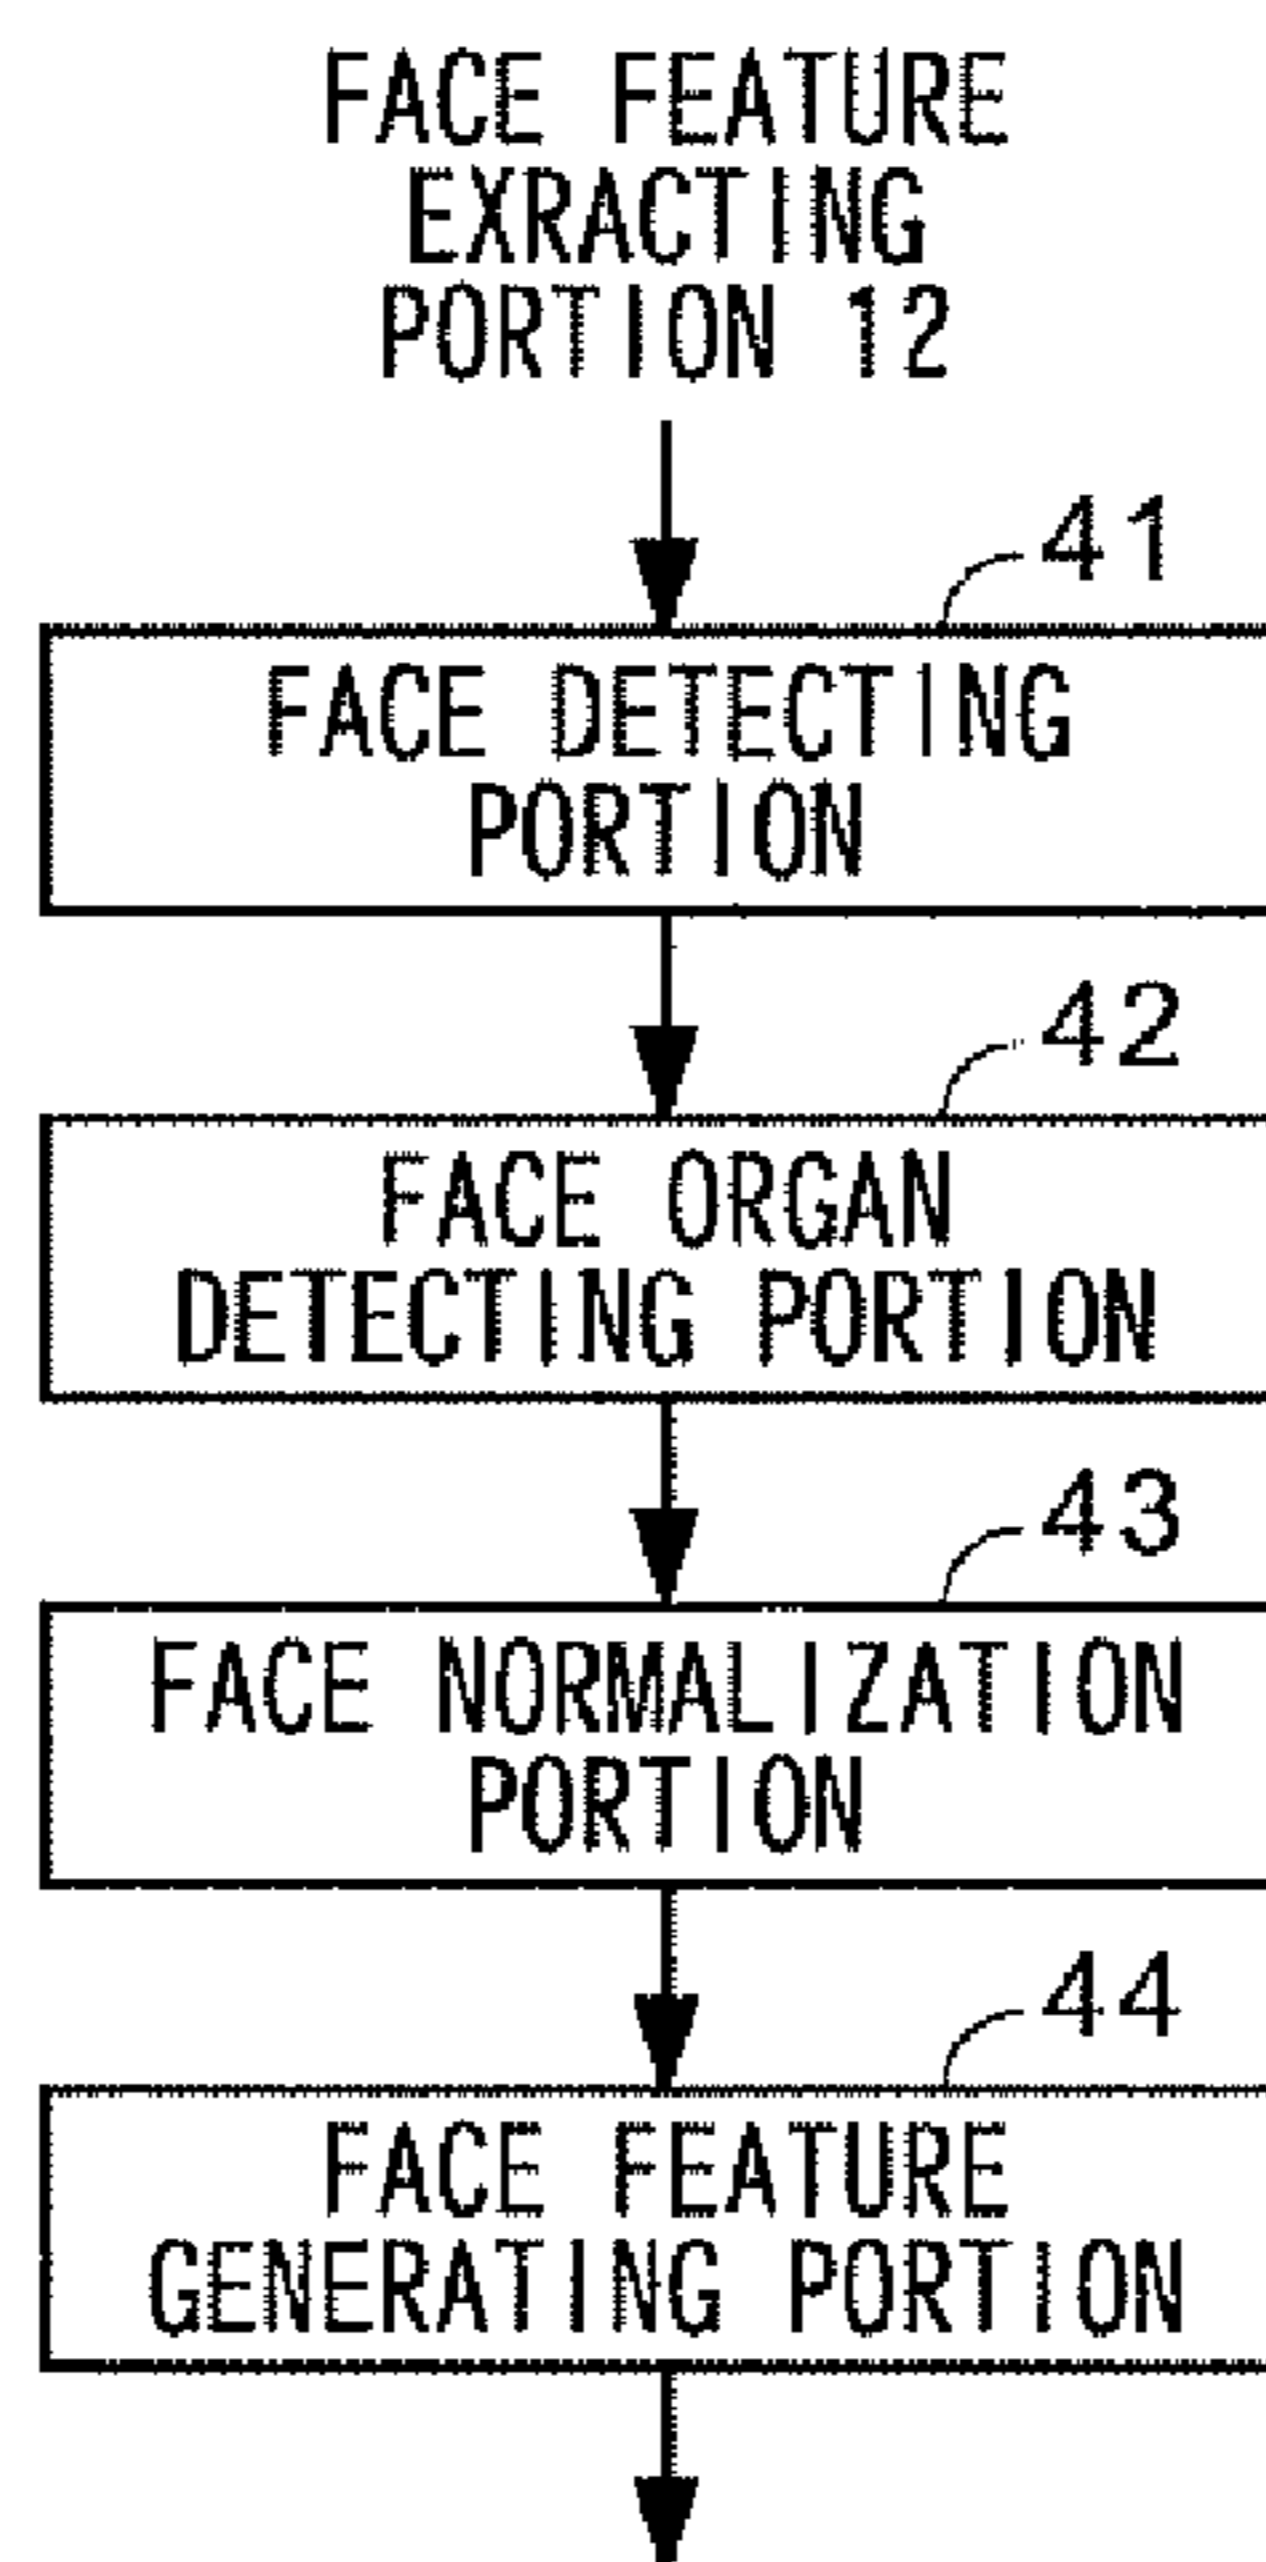 FACE FEATURE
EXRACTING
PORTION 12
41
FACE DETECTING
PORTION
42
FACE ORGAN
DETECTING PORTION
43
FACE NORMALIZATION
PORTION
44
FACE FEATURE
GENERATING PORTION